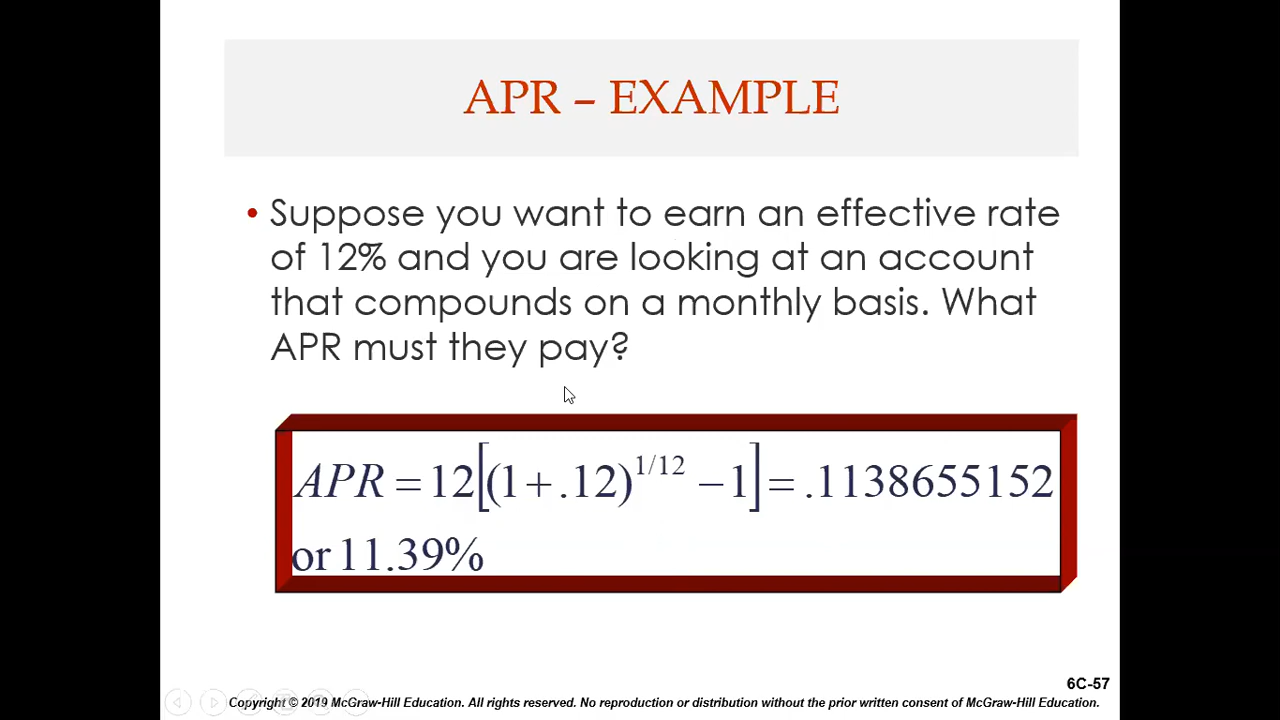 APR – EXAMPLE
• Suppose you want to earn an effective rate
of 12% and you are looking at an account
that compounds on a monthly basis. What
APR must they pay?
APR = 12[(1 + .12)^{1/12} − 1] = .1138655152
or 11.39%
6C-57
Copyright © 2019 McGraw-Hill Education. All rights reserved. No reproduction or distribution without the prior written consent of McGraw-Hill Education.